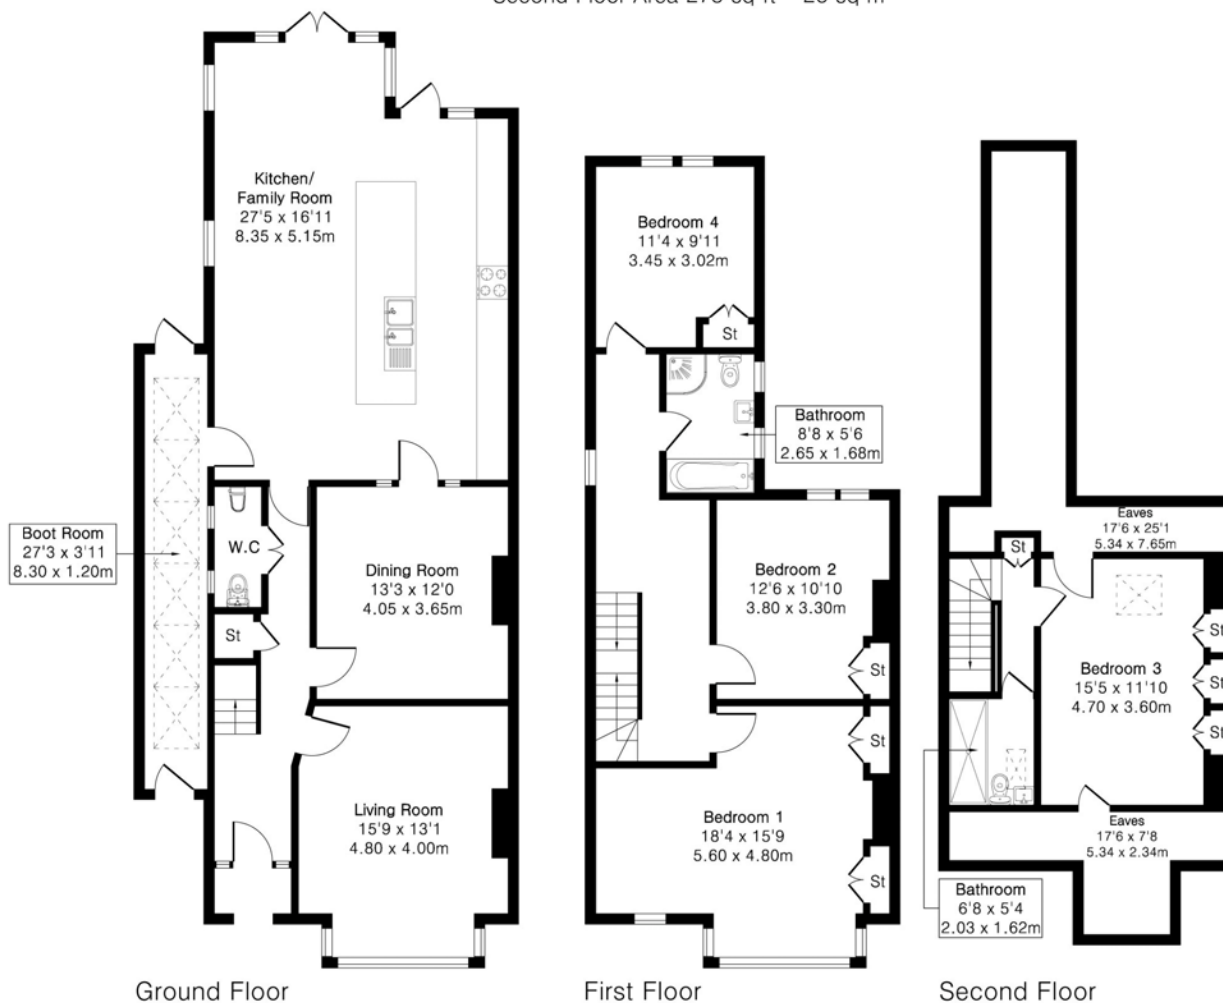 Second Floor Area 273 sq ft - 25 sq m
Kitchen/
Family Room
27'5 x 16'11
8.35 x 5.15m
Boot Room
27'3 x 3'11
8.30 x 1.20m
W.C
St
Dining Room
13'3 x 12'0
4.05 x 3.65m
Living Room
15'9 x 13'1
4.80 x 4.00m
Ground Floor
Bedroom 4
11'4 x 9'11
3.45 x 3.02m
St
Bathroom
8'8 x 5'6
2.65 x 1.68m
Bedroom 2
12'6 x 10'10
3.80 x 3.30m
St
St
Bedroom 1
18'4 x 15'9
5.60 x 4.80m
St
First Floor
Eaves
17'6 x 25'1
5.34 x 7.65m
St
St
Bedroom 3
15'5 x 11'10
4.70 x 3.60m
St
St
Eaves
17'6 x 7'8
5.34 x 2.34m
Bathroom
6'8 x 5'4
2.03 x 1.62m
Second Floor